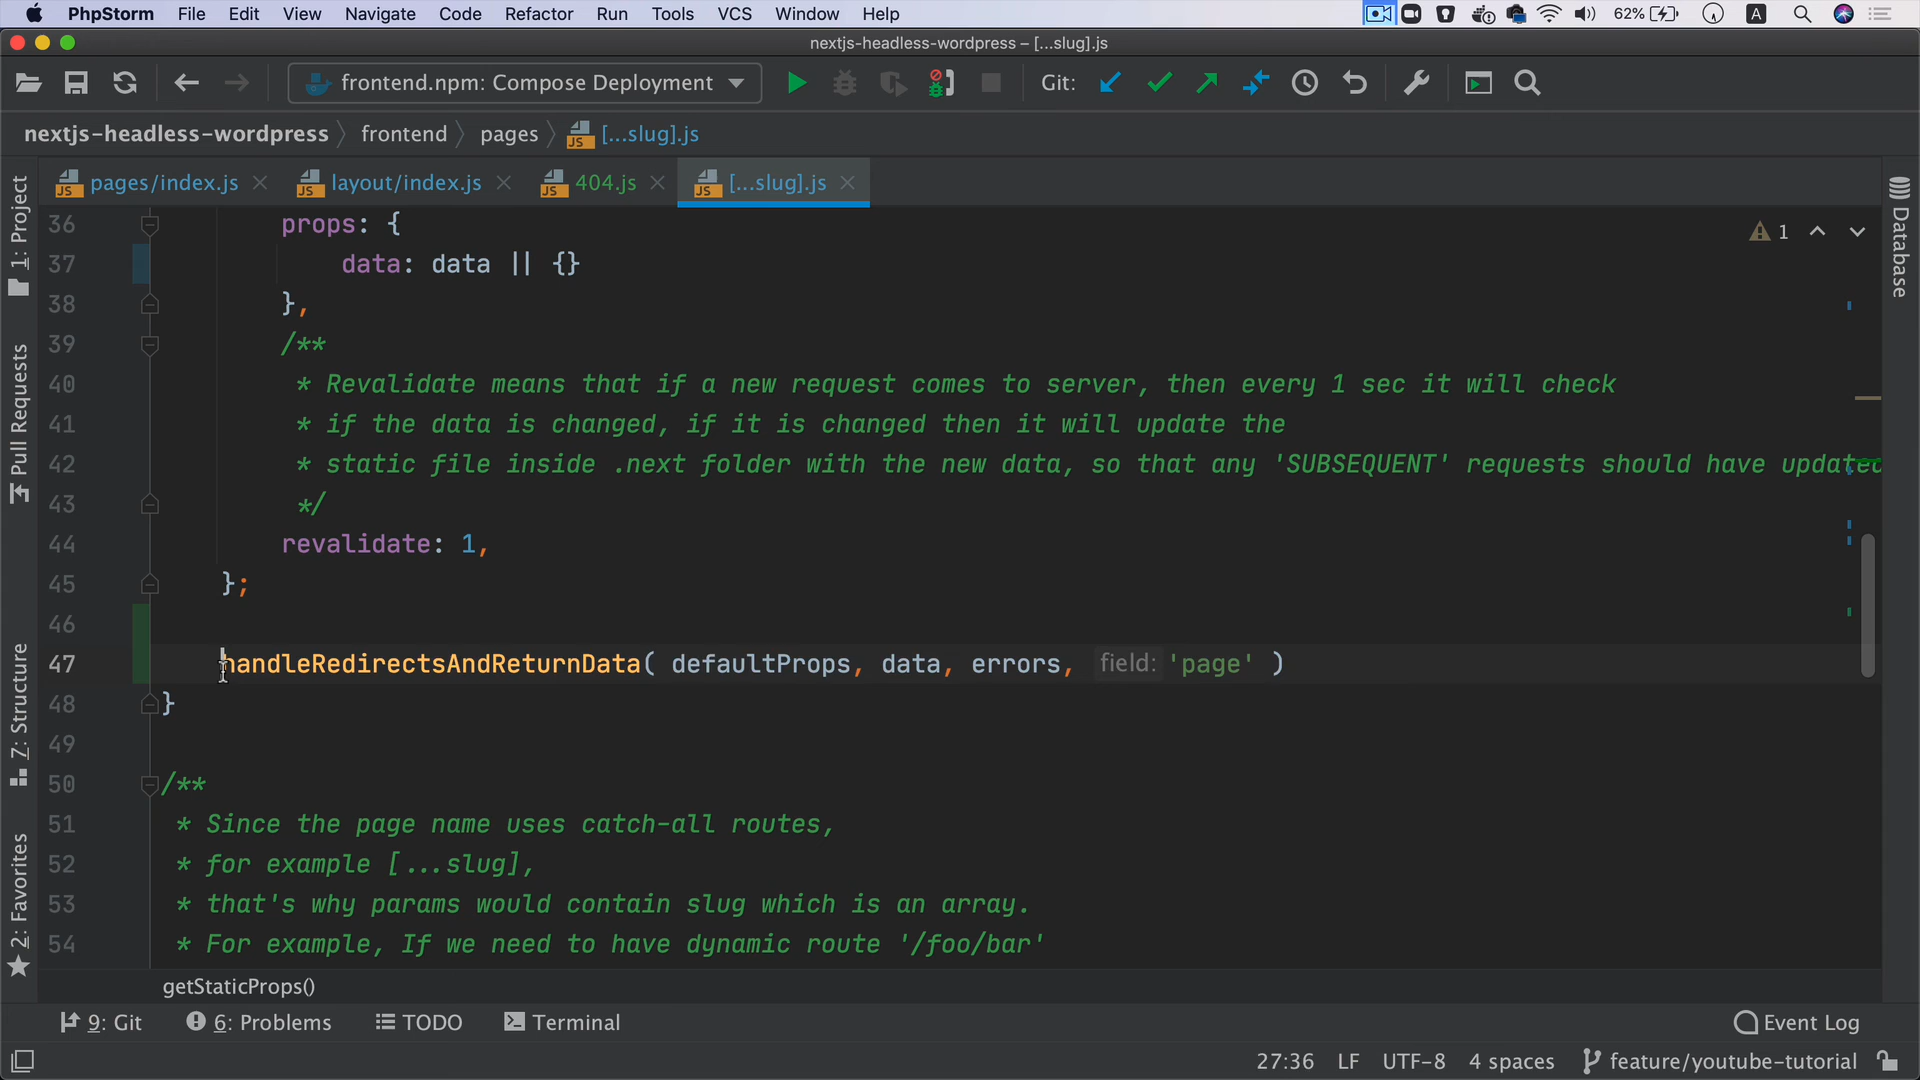 PhpStorm File Edit View Navigate Code Refactor Run Tools VCS Window Help 62% A
nextjs-headless-wordpress – [...slug].js
frontend.npm: Compose Deployment Git:
nextjs-headless-wordpress frontend pages [...slug].js
pages/index.js layout/index.js 404.js [...slug].js
1: Project
Pull Requests
Z: Structure
2: Favorites
Database
1
36 props: {
37 data: data || {}
38 },
39 /**
40 * Revalidate means that if a new request comes to server, then every 1 sec it will check
41 * if the data is changed, if it is changed then it will update the
42 * static file inside .next folder with the new data, so that any 'SUBSEQUENT' requests should have updated
43 */
44 revalidate: 1,
45 };
46
47 handleRedirectsAndReturnData( defaultProps, data, errors, field: 'page' )
48 }
49
50 /**
51 * Since the page name uses catch-all routes,
52 * for example [...slug],
53 * that's why params would contain slug which is an array.
54 * For example, If we need to have dynamic route '/foo/bar'
getStaticProps()
9: Git 6: Problems TODO Terminal Event Log
27:36 LF UTF-8 4 spaces feature/youtube-tutorial